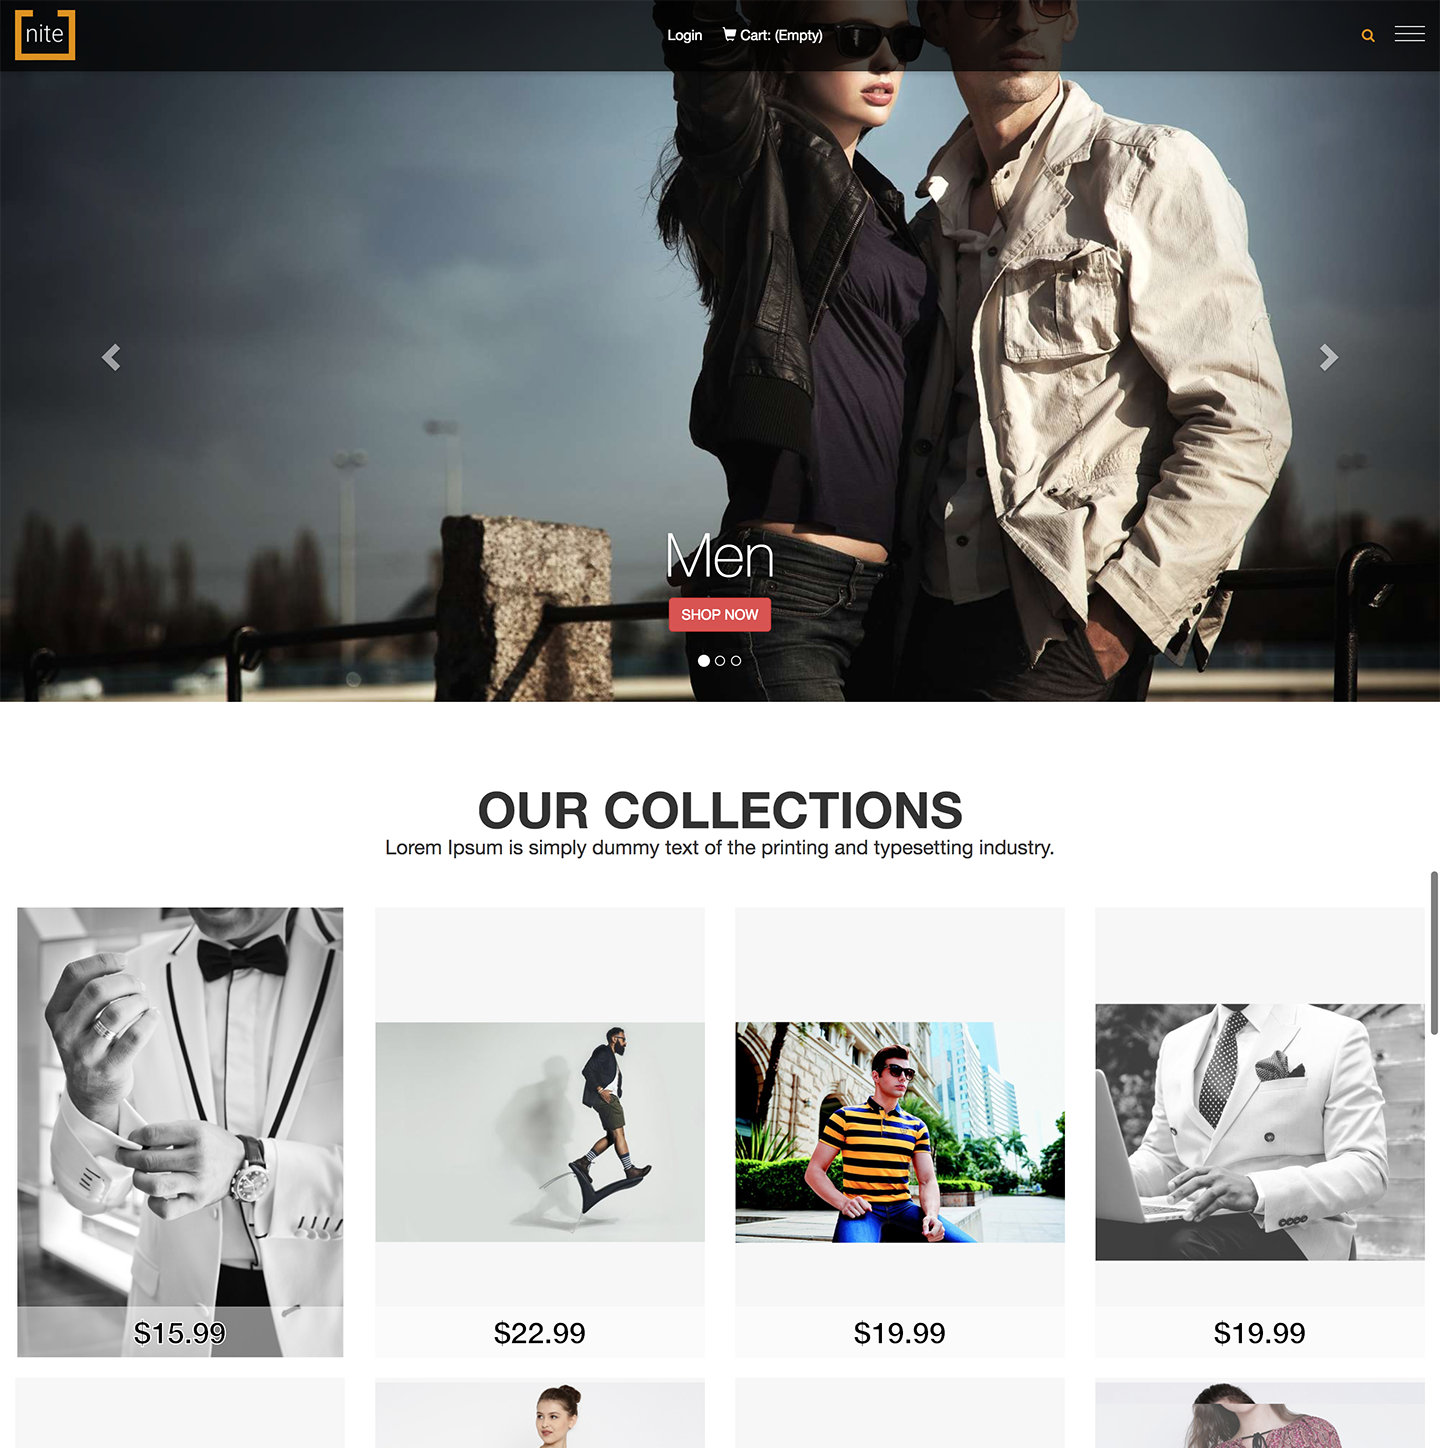 nite
Login Cart: (Empty)
Men
SHOP NOW
OUR COLLECTIONS
Lorem Ipsum is simply dummy text of the printing and typesetting industry.
$15.99 $22.99 $19.99 $19.99